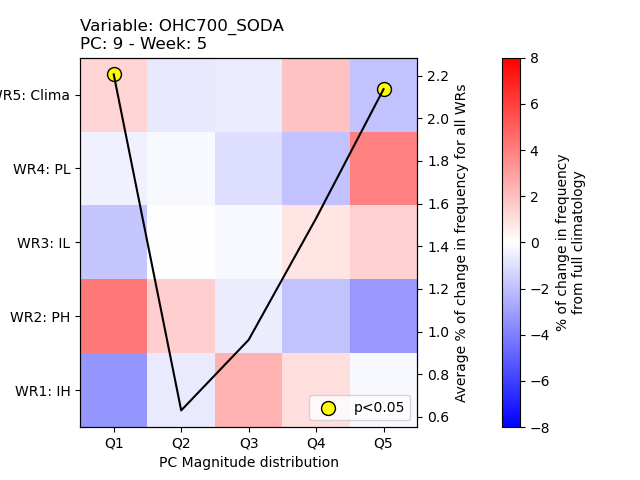 Variable: OHC700_SODA
PC: 9 - Week: 5
WR5: Clima
WR4: PL
WR3: IL
WR2: PH
WR1: IH
Q1 Q2 Q3 Q4 Q5
PC Magnitude distribution
p<0.05
2.2
2.0
1.8
1.6
1.4
1.2
1.0
0.8
0.6
Average % of change in frequency for all WRs
8
6
4
2
0
−2
−4
−6
−8
% of change in frequency
from full climatology